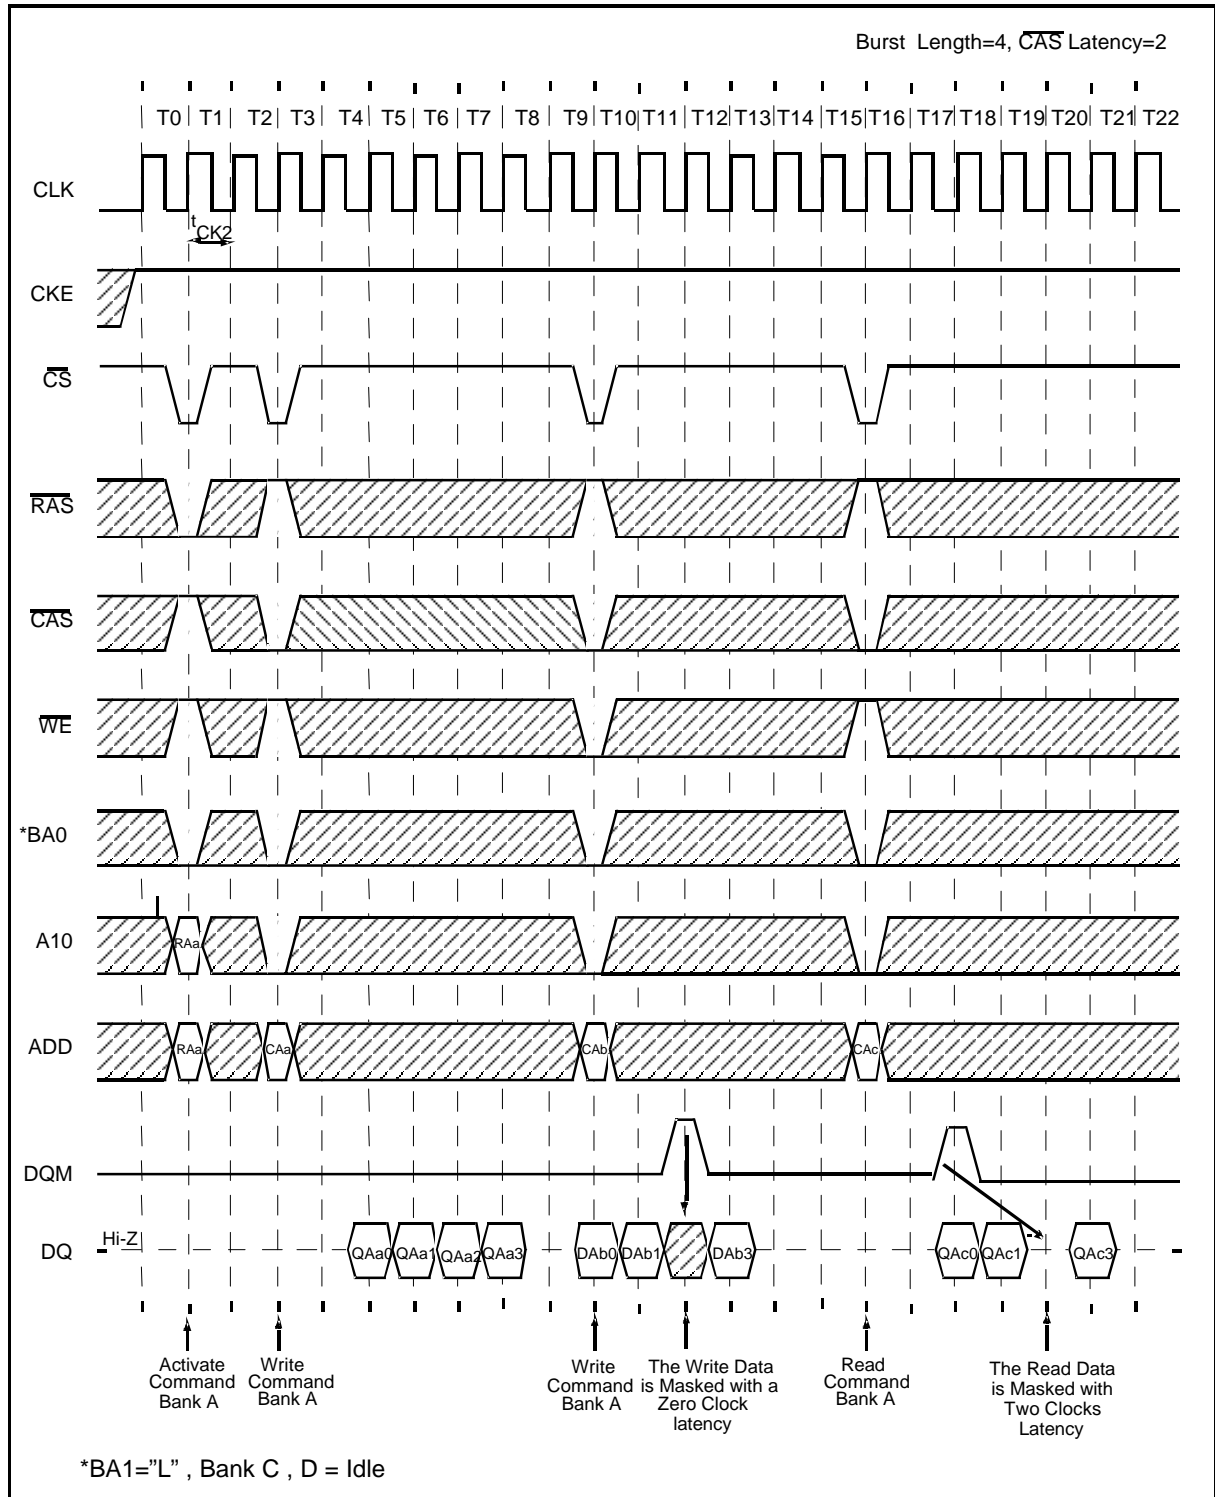 Burst Length=4, CAS Latency=2
T0 T1 T2 T3 T4 T5 T6 T7 T8 T9 T10 T11 T12 T13 T14 T15 T16 T17 T18 T19 T20 T21 T22
CLK
tCK2
CKE
CS
RAS
CAS
WE
*BA0
A10
RAa
ADD
RAa CAa CAb CAc
DQM
DQ
Hi-Z
QAa0 QAa1 QAa2 QAa3 DAb0 DAb1 DAb3 QAc0 QAc1 QAc3
Activate
Command
Bank A
Write
Command
Bank A
Write
Command
Bank A
The Write Data
is Masked with a
Zero Clock
latency
Read
Command
Bank A
The Read Data
is Masked with
Two Clocks
Latency
*BA1=”L” , Bank C , D = Idle